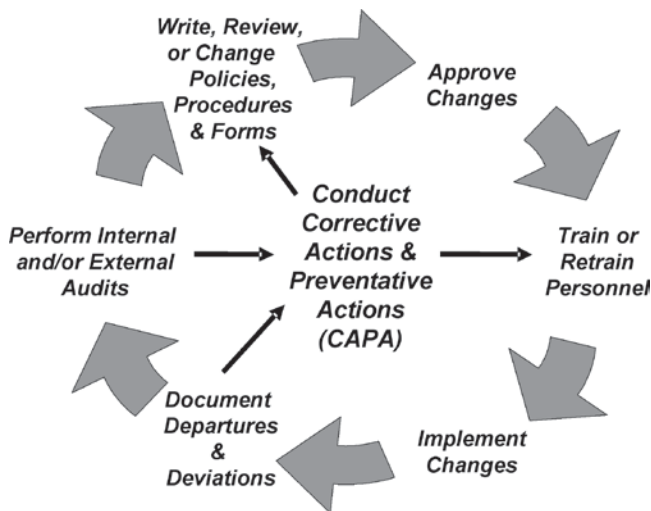 Write, Review,
or Change
Policies,
Procedures
& Forms
Approve
Changes
Train or
Retrain
Personnel
Implement
Changes
Document
Departures
&
Deviations
Perform Internal
and/or External
Audits
Conduct
Corrective
Actions &
Preventative
Actions
(CAPA)